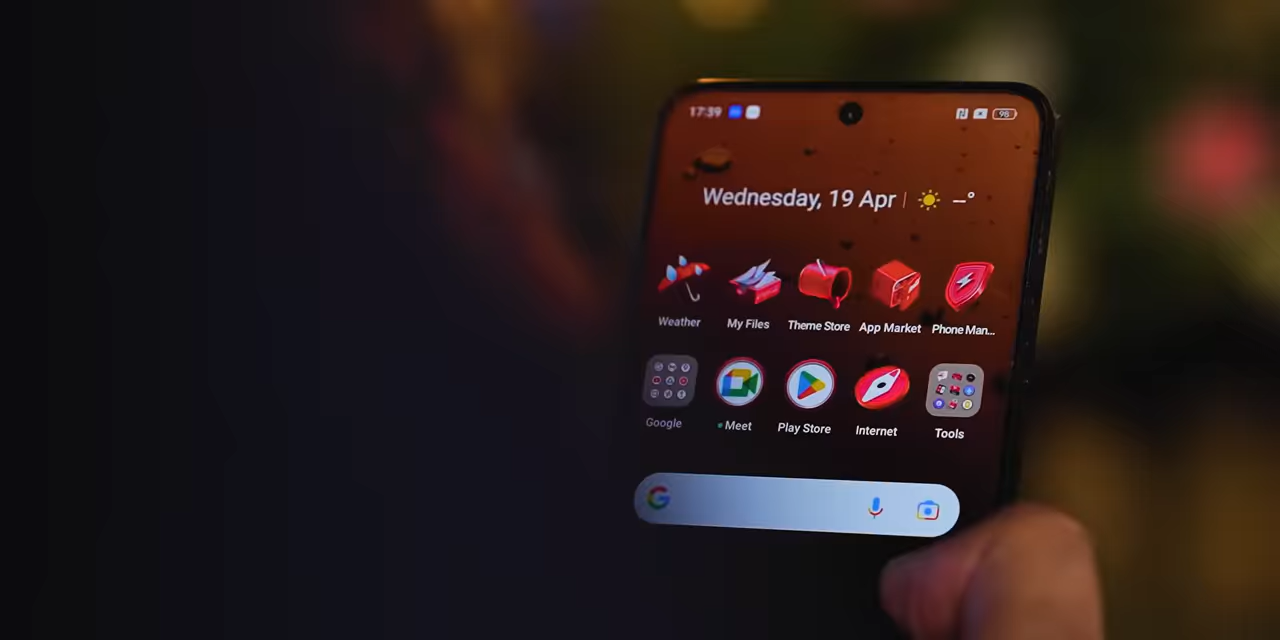 17:39
98
Wednesday, 19 Apr | --°
Weather My Files Theme Store App Market Phone Man...
Google Meet Play Store Internet Tools
G